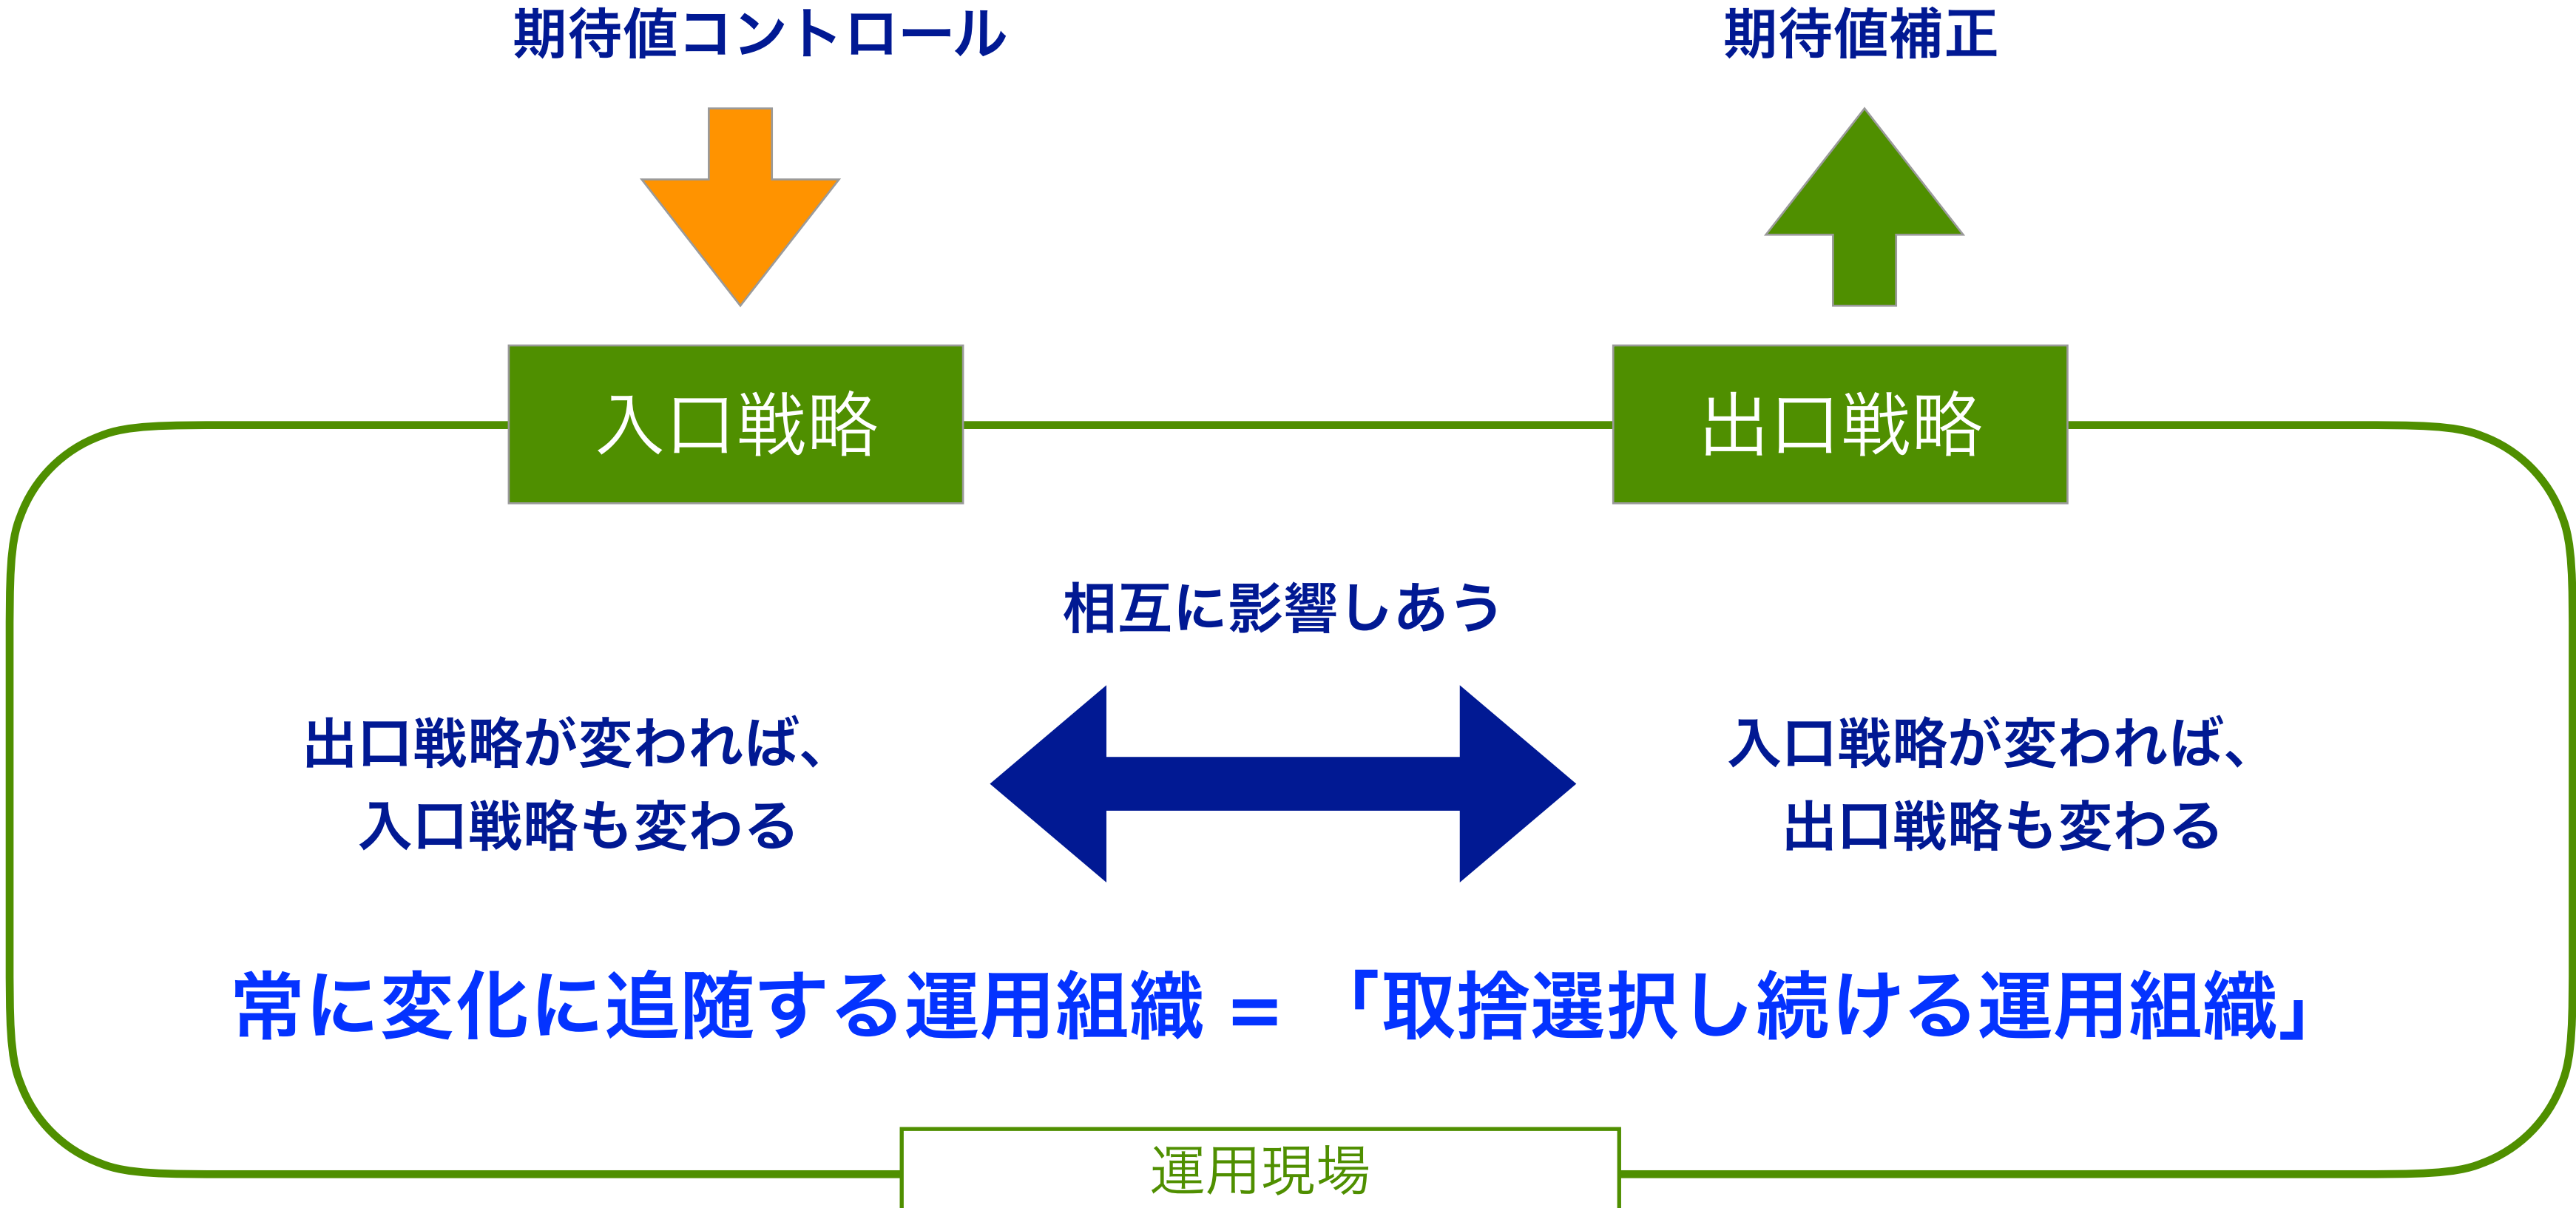 期待値コントロール
期待値補正
入口戦略
出口戦略
相互に影響しあう
出口戦略が変われば、
入口戦略も変わる
入口戦略が変われば、
出口戦略も変わる
常に変化に追随する運用組織 = 「取捨選択し続ける運用組織」
運用現場